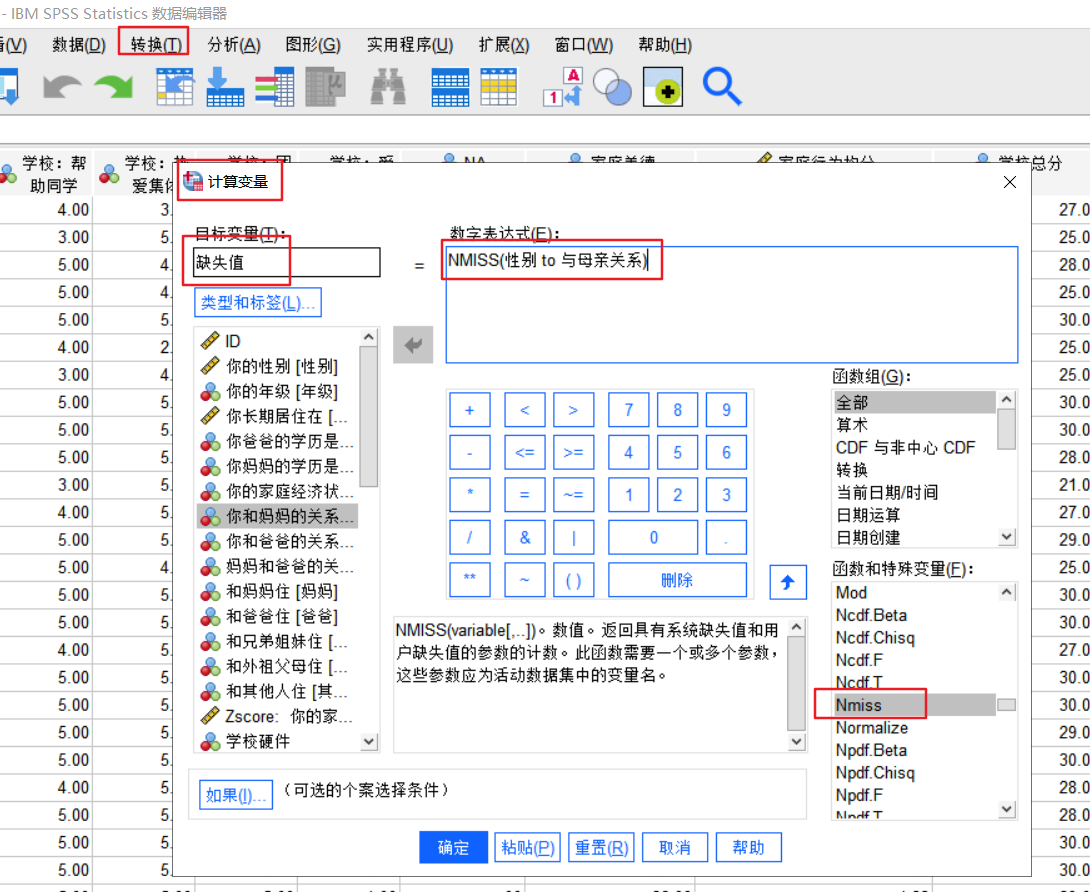 - IBM SPSS Statistics 数据编辑器
(V) 数据(D) 转换(T) 分析(A) 图形(G) 实用程序(U) 扩展(X) 窗口(W) 帮助(H)
学校：帮
助同学
学校：热
爱集体
NA
家庭美德
家庭行为均分
学校总分
计算变量
目标变量(T):
数字表达式(E):
缺失值
=
NMISS(性别 to 与母亲关系)
类型和标签(L)...
ID
你的性别 [性别]
你的年级 [年级]
你长期居住在 [...
你爸爸的学历是...
你妈妈的学历是...
你的家庭经济状...
你和妈妈的关系...
你和爸爸的关系...
妈妈和爸爸的关...
和妈妈住 [妈妈]
和爸爸住 [爸爸]
和兄弟姐妹住 [...
和外祖父母住 [...
和其他人住 [其...
Zscore: 你的家...
学校硬件
+ < > 7 8 9
- <= >= 4 5 6
* = ~= 1 2 3
/ & | 0 .
** ~ ( ) 删除
函数组(G):
全部
算术
CDF 与非中心 CDF
转换
当前日期/时间
日期运算
日期创建
函数和特殊变量(F):
Mod
Ncdf.Beta
Ncdf.Chisq
Ncdf.F
Ncdf.T
Nmiss
Normalize
Npdf.Beta
Npdf.Chisq
Npdf.F
Npdf.T
NMISS(variable[,..])。数值。返回具有系统缺失值和用
户缺失值的参数的计数。此函数需要一个或多个参数，
这些参数应为活动数据集中的变量名。
如果(I)... （可选的个案选择条件）
确定 粘贴(P) 重置(R) 取消 帮助
4.00 3. 27.0
3.00 5. 25.0
5.00 4. 28.0
5.00 4. 25.0
5.00 5. 30.0
4.00 2. 25.0
3.00 4. 25.0
5.00 5. 30.0
5.00 5. 30.0
5.00 5. 28.0
3.00 5. 21.0
4.00 5. 27.0
5.00 5. 29.0
5.00 4. 25.0
5.00 5. 30.0
5.00 5. 30.0
4.00 5. 27.0
5.00 5. 30.0
5.00 5. 30.0
5.00 5. 29.0
5.00 5. 30.0
4.00 5. 28.0
5.00 5. 28.0
5.00 5. 30.0
5.00 5. 30.0